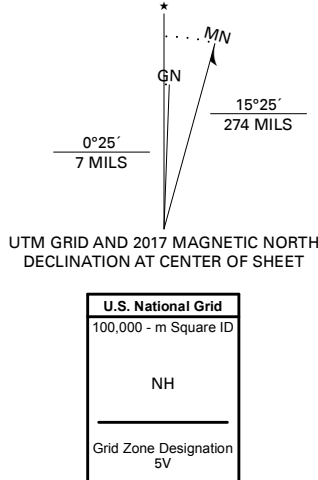 ★
MN
GN
15°25´
274 MILS
0°25´
7 MILS
UTM GRID AND 2017 MAGNETIC NORTH
DECLINATION AT CENTER OF SHEET
U.S. National Grid
100,000 - m Square ID
NH
Grid Zone Designation
5V